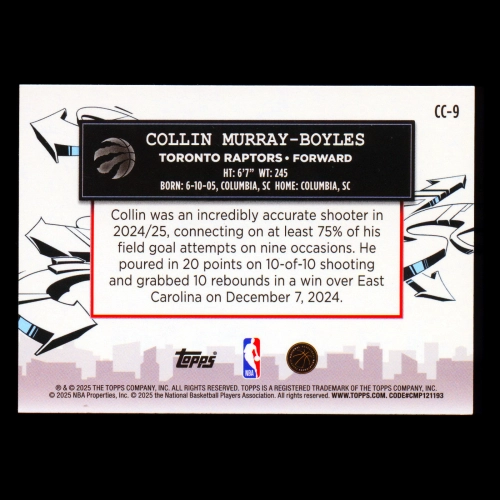 CC-9
COLLIN MURRAY-BOYLES
TORONTO RAPTORS • FORWARD
HT: 6'7" WT: 245
BORN: 6-10-05, COLUMBIA, SC HOME: COLUMBIA, SC
Collin was an incredibly accurate shooter in
2024/25, connecting on at least 75% of his
field goal attempts on nine occasions. He
poured in 20 points on 10-of-10 shooting
and grabbed 10 rebounds in a win over East
Carolina on December 7, 2024.
Topps
NBA
® & © 2025 THE TOPPS COMPANY, INC. ALL RIGHTS RESERVED. TOPPS IS A REGISTERED TRADEMARK OF THE TOPPS COMPANY, INC.
© 2025 NBA Properties, Inc. © 2025 the National Basketball Players Association. All rights reserved. WWW.TOPPS.COM. CODE#CMP121193